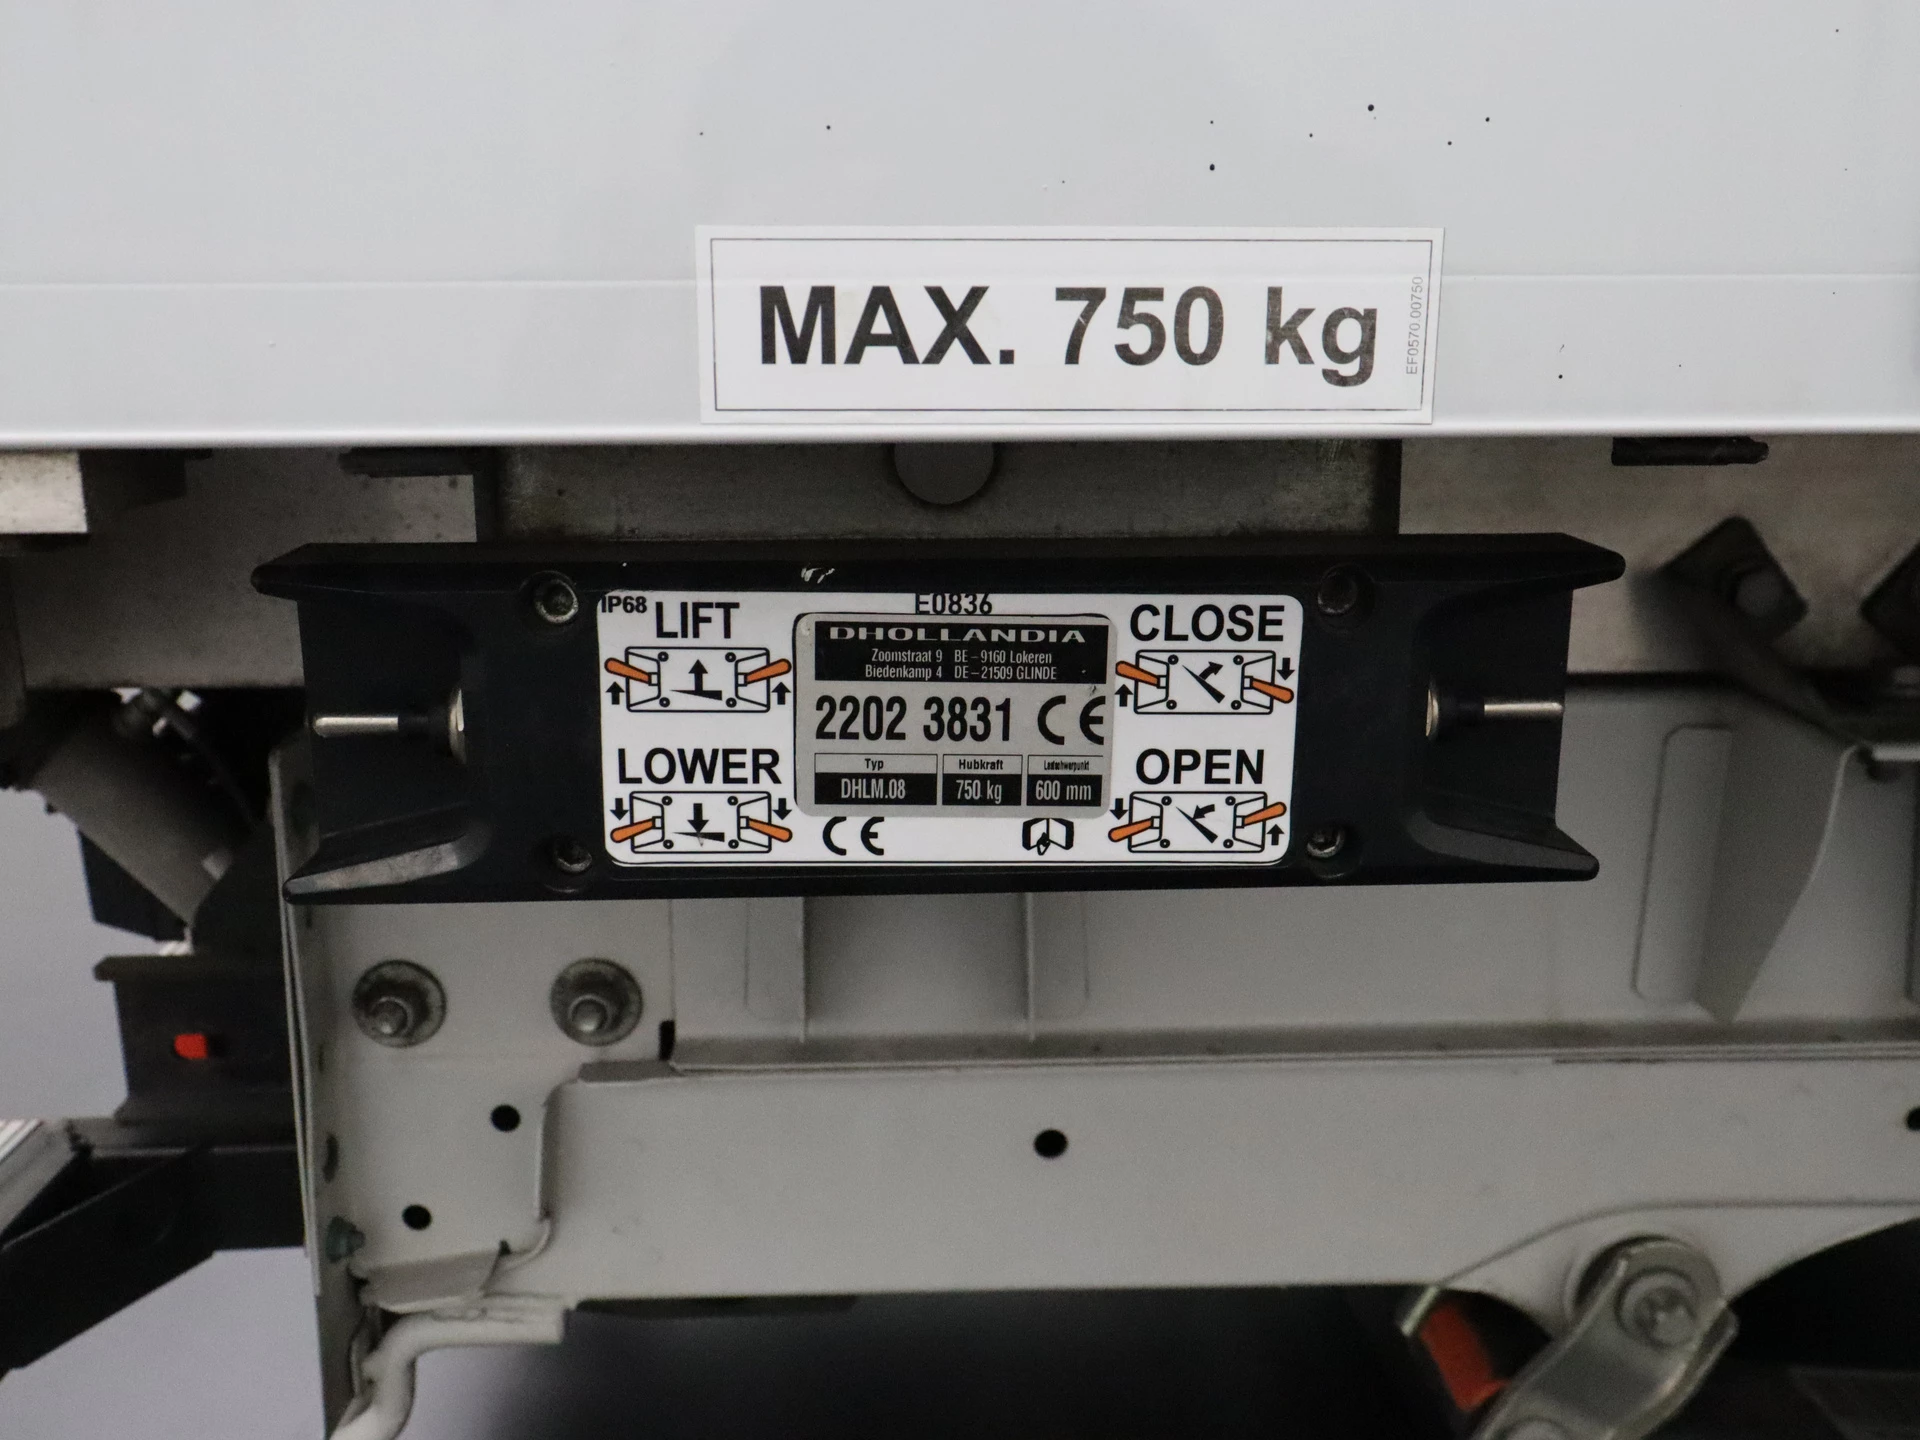 MAX. 750 kg
EF0570.00750
IP68
LIFT
E0836
CLOSE
DHOLLANDIA
Zoomstraat 9 BE-9160 Lokeren
Biedenkamp 4 DE-21509 GLINDE
2202 3831 CE
LOWER
Typ
Hubkraft
Lastschwerpunkt
OPEN
DHLM.08
750 kg
600 mm
CE